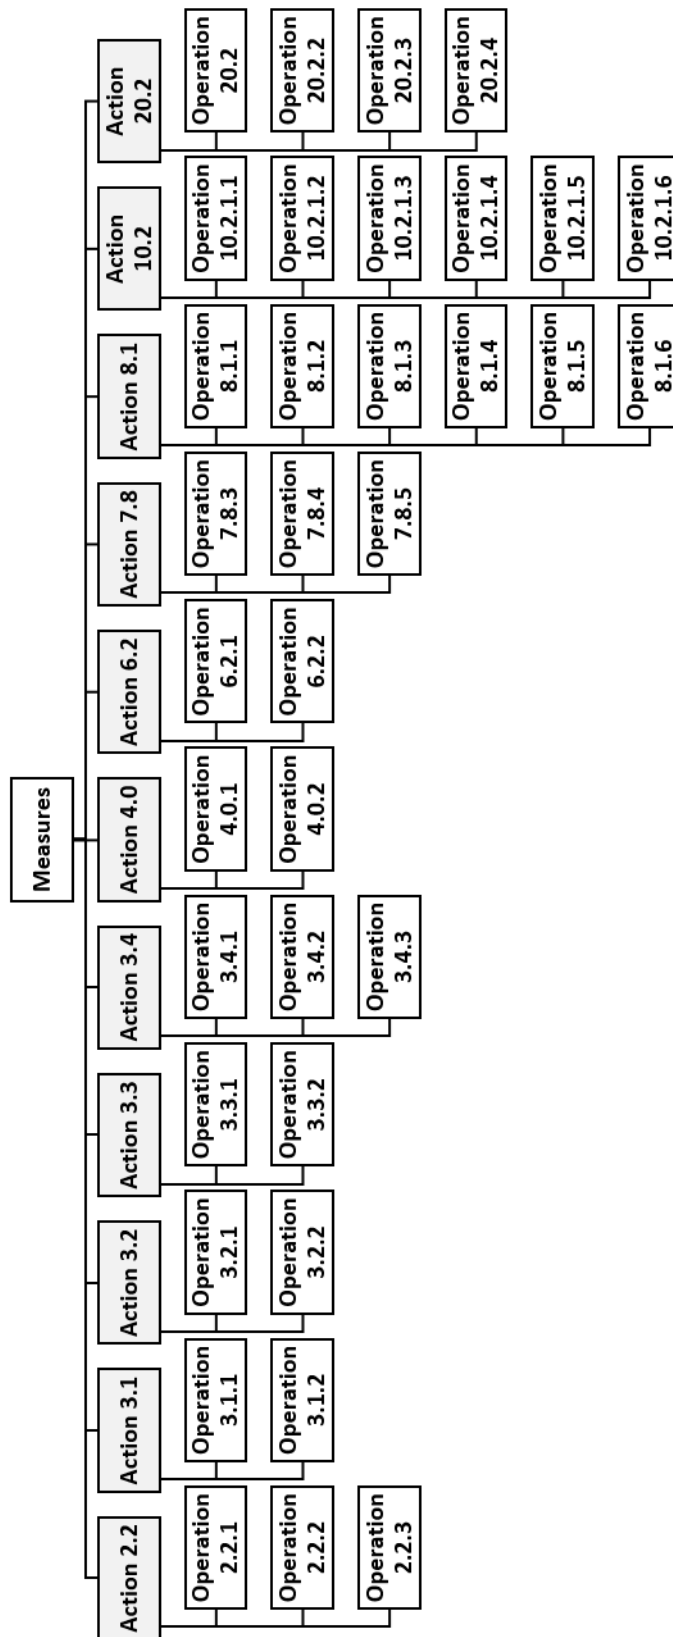 Measures
Action 2.2
Operation
2.2.1
Operation
2.2.2
Operation
2.2.3
Action 3.1
Operation
3.1.1
Operation
3.1.2
Action 3.2
Operation
3.2.1
Operation
3.2.2
Action 3.3
Operation
3.3.1
Operation
3.3.2
Action 3.4
Operation
3.4.1
Operation
3.4.2
Operation
3.4.3
Action 4.0
Operation
4.0.1
Operation
4.0.2
Action 6.2
Operation
6.2.1
Operation
6.2.2
Action 7.8
Operation
7.8.3
Operation
7.8.4
Operation
7.8.5
Action 8.1
Operation
8.1.1
Operation
8.1.2
Operation
8.1.3
Operation
8.1.4
Operation
8.1.5
Operation
8.1.6
Action
10.2
Operation
10.2.1.1
Operation
10.2.1.2
Operation
10.2.1.3
Operation
10.2.1.4
Operation
10.2.1.5
Operation
10.2.1.6
Action
20.2
Operation
20.2
Operation
20.2.2
Operation
20.2.3
Operation
20.2.4